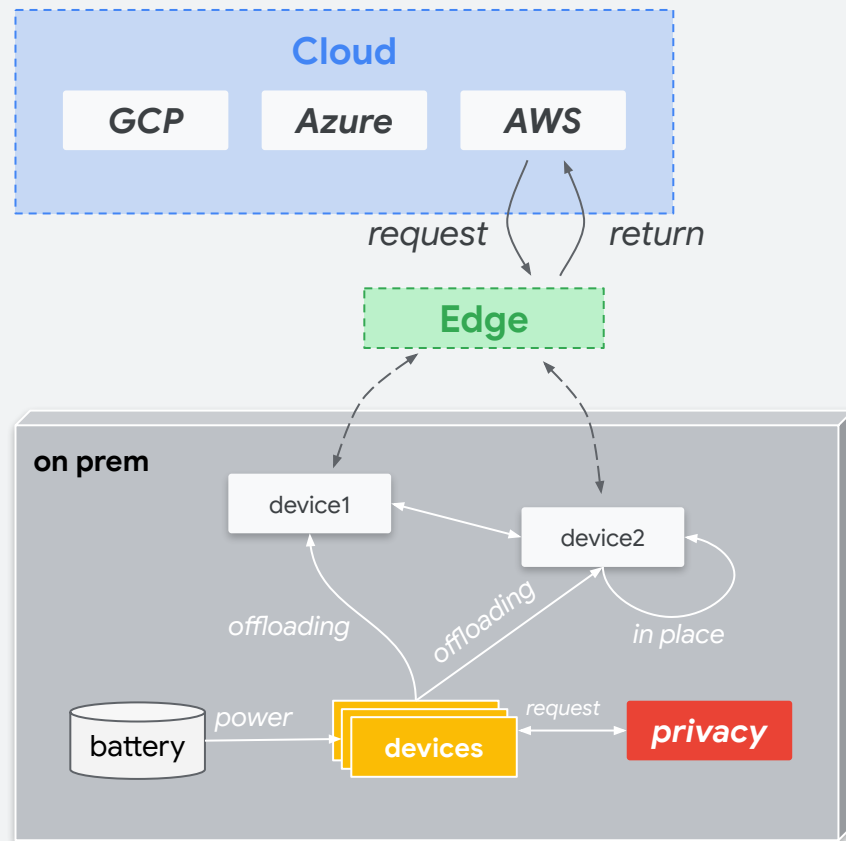 Cloud
GCP
Azure
AWS
request
return
Edge
on prem
device1
device2
offloading
offloading
in place
battery
power
devices
request
privacy